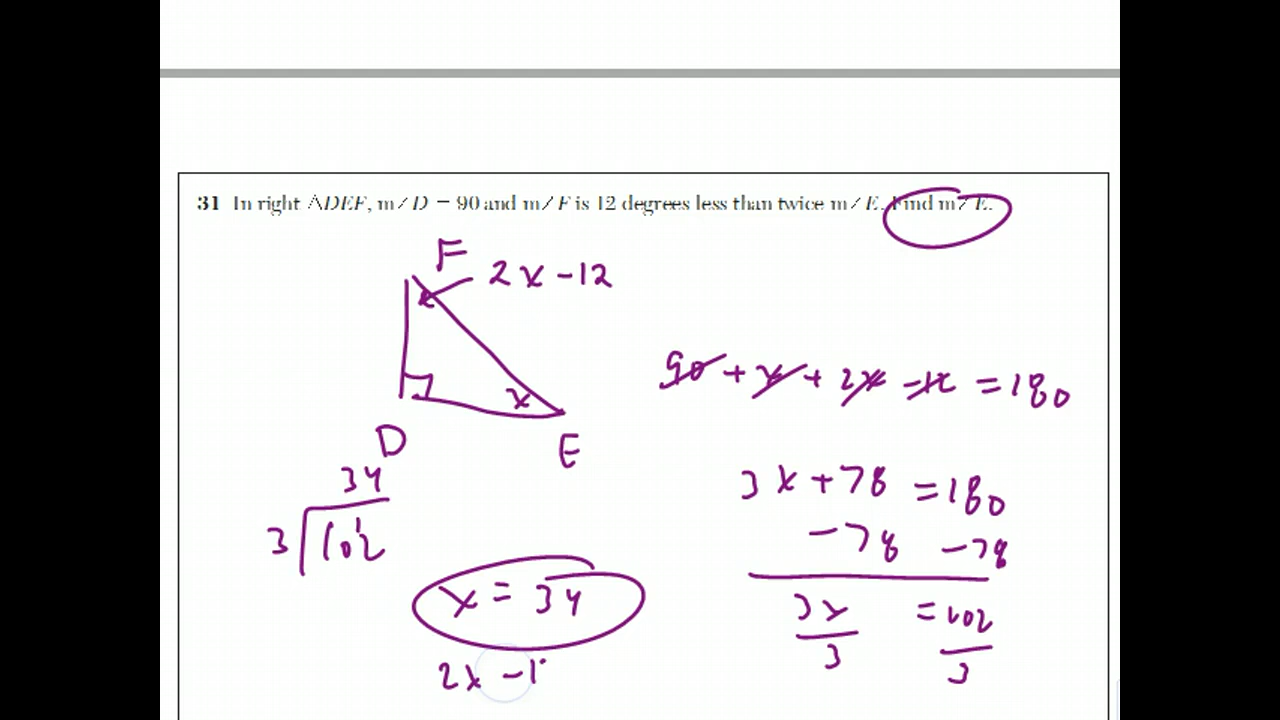 31 In right △DEF, m∠D = 90 and m∠F is 12 degrees less than twice m∠E. Find m∠E.
F 2x - 12
90 + x + 2x - 12 = 180
x
D E
34
3 102
3x + 78 = 180
- 78 - 78
3x = 102
3 3
x = 34
2x - 1